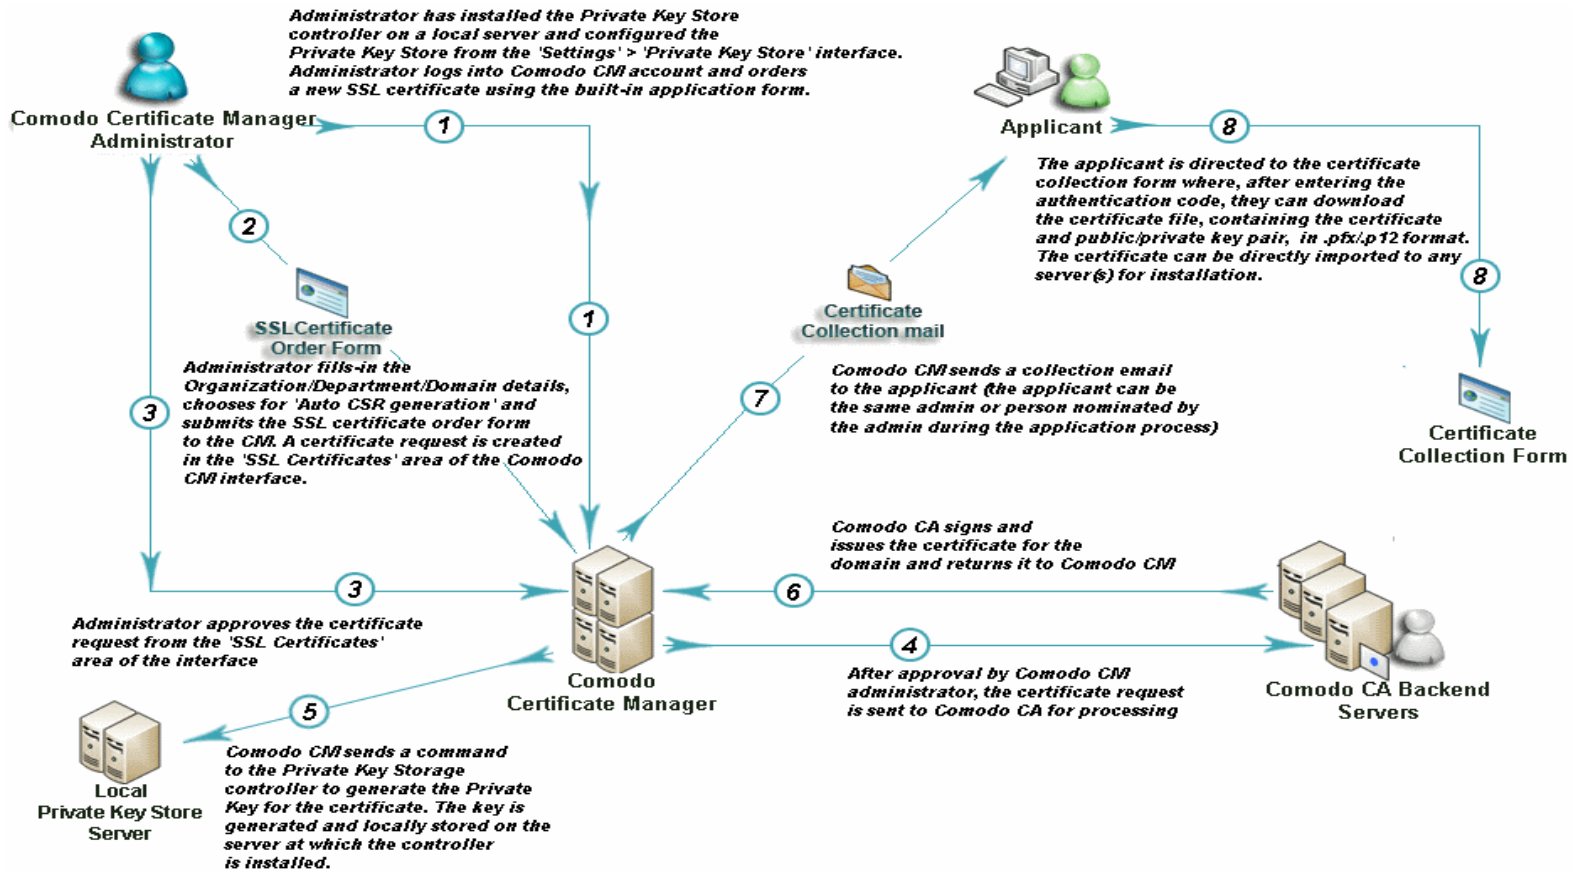 Administrator has installed the Private Key Store
controller on a local server and configured the
Private Key Store from the 'Settings' > 'Private Key Store' interface.
Administrator logs into Comodo CM account and orders
a new SSL certificate using the built-in application form.
Comodo Certificate Manager
Administrator
1
Applicant
8
The applicant is directed to the certificate
collection form where, after entering the
authentication code, they can download
the certificate file, containing the certificate
and public/private key pair, in .pfx/.p12 format.
The certificate can be directly imported to any
server(s) for installation.
2
8
SSLCertificate
Order Form
1
Certificate
Collection mail
Administrator fills-in the
Organization/Department/Domain details,
chooses for 'Auto CSR generation' and
submits the SSL certificate order form
to the CM. A certificate request is created
in the 'SSL Certificates' area of the Comodo
CM interface.
3
7
Comodo CM sends a collection email
to the applicant (the applicant can be
the same admin or person nominated by
the admin during the application process)
Certificate
Collection Form
Comodo CA signs and
issues the certificate for the
domain and returns it to Comodo CM
3
6
Administrator approves the certificate
request from the 'SSL Certificates'
area of the interface
4
After approval by Comodo CM
administrator, the certificate request
is sent to Comodo CA for processing
Comodo
Certificate Manager
Comodo CA Backend
Servers
5
Local
Private Key Store
Server
Comodo CM sends a command
to the Private Key Storage
controller to generate the Private
Key for the certificate. The key is
generated and locally stored on the
server at which the controller
is installed.